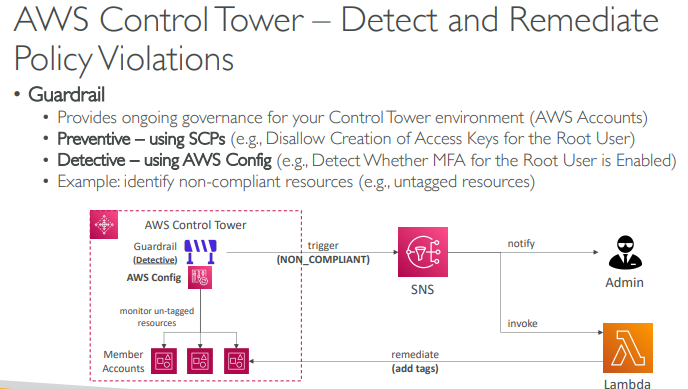 AWS Control Tower – Detect and Remediate
Policy Violations
• Guardrail
• Provides ongoing governance for your Control Tower environment (AWS Accounts)
• Preventive – using SCPs (e.g., Disallow Creation of Access Keys for the Root User)
• Detective – using AWS Config (e.g., Detect Whether MFA for the Root User is Enabled)
• Example: identify non-compliant resources (e.g., untagged resources)
AWS Control Tower
Guardrail
(Detective)
AWS Config
trigger
(NON_COMPLIANT)
SNS
notify
Admin
monitor un-tagged
resources
invoke
Member
Accounts
remediate
(add tags)
Lambda